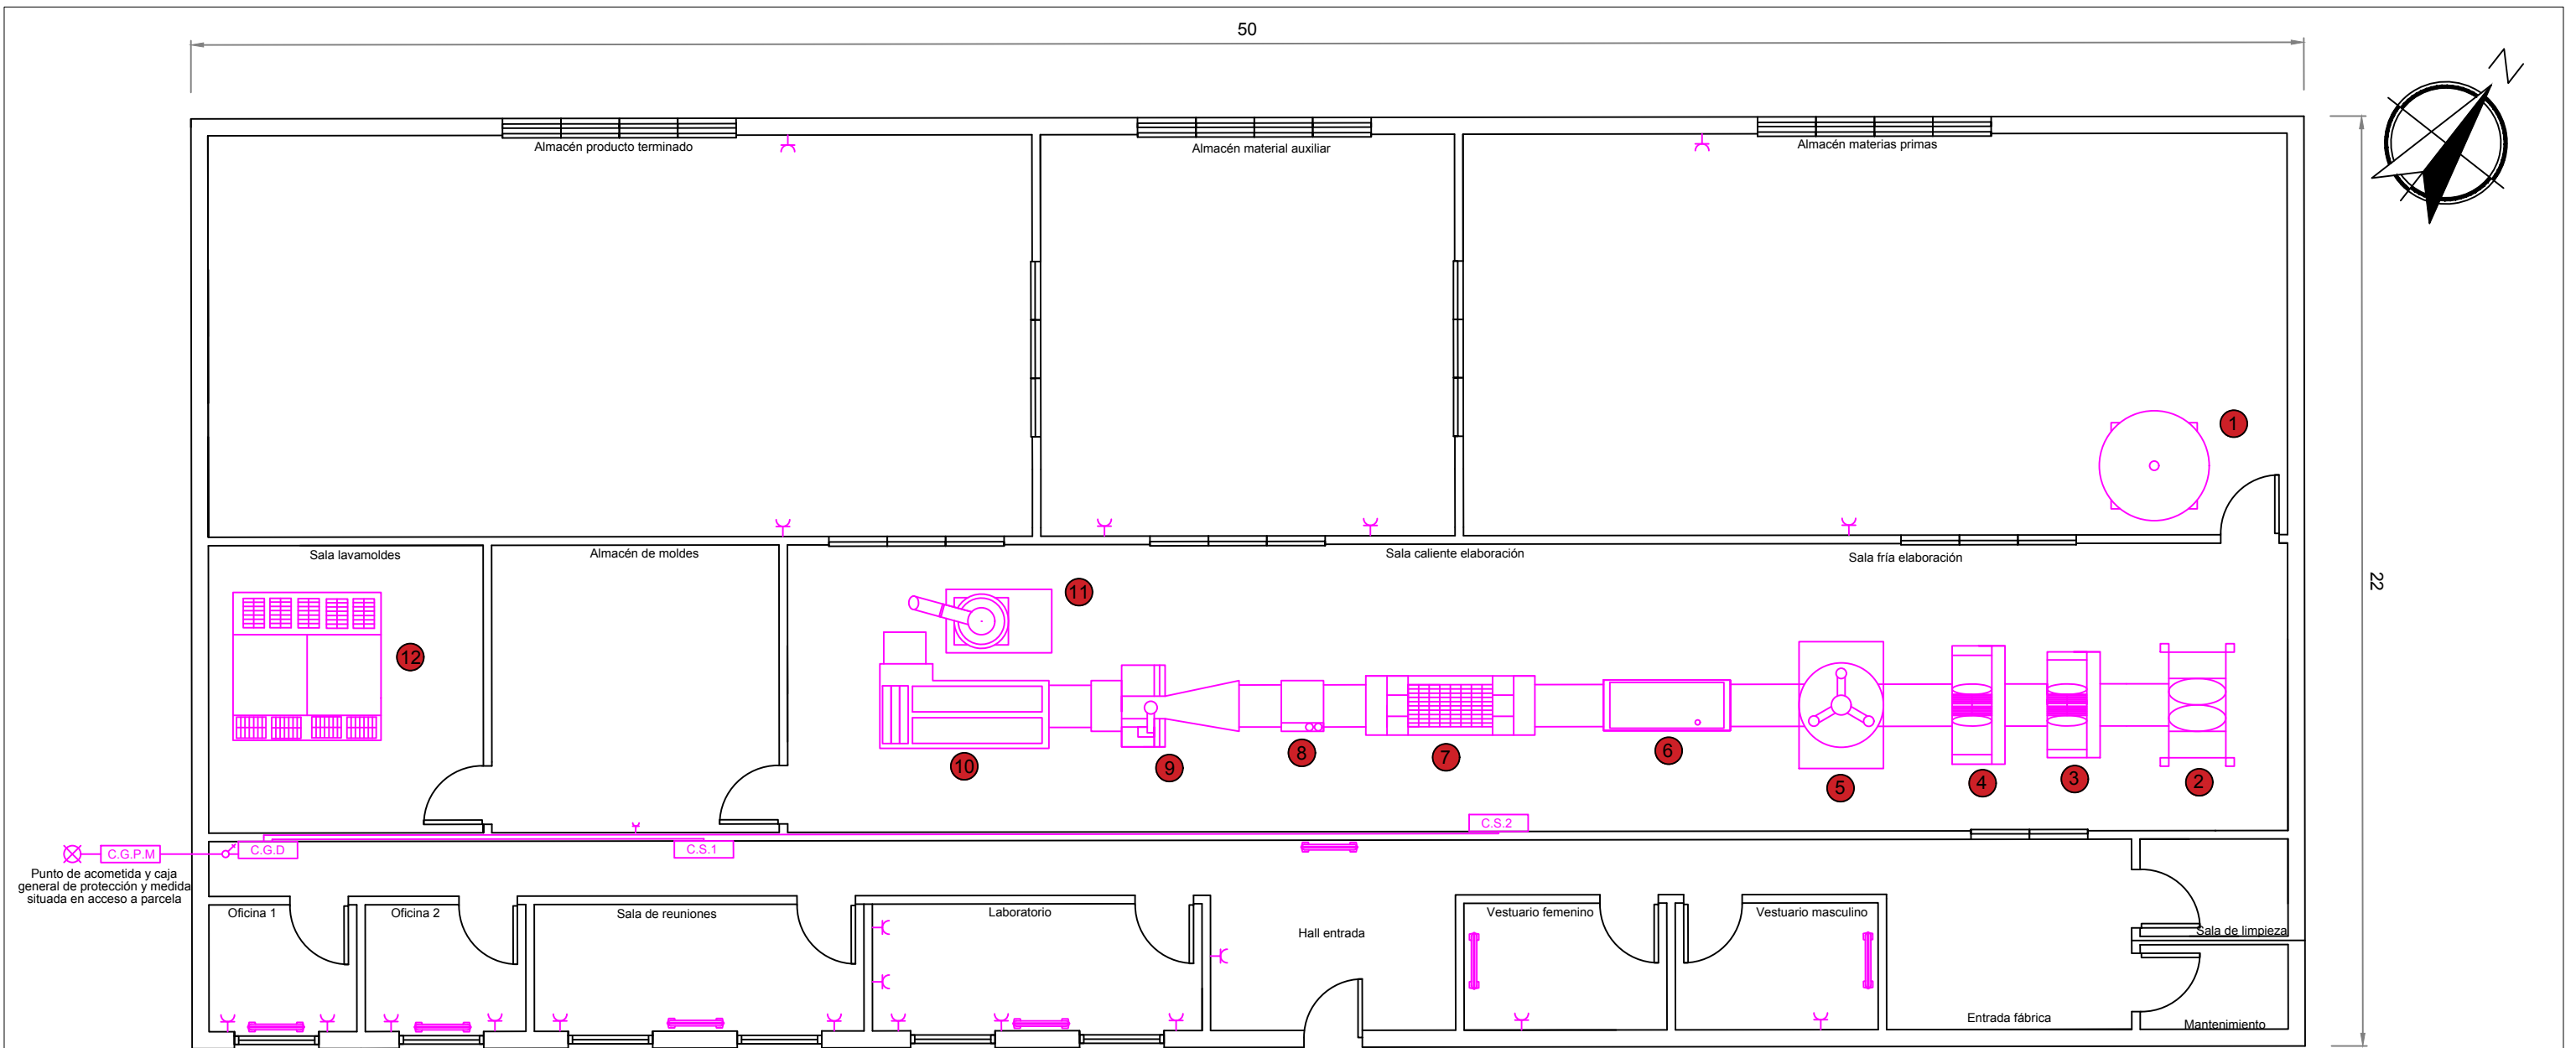 50
N
Almacén producto terminado
Almacén material auxiliar
Almacén materias primas
1
22
Sala lavamoldes
Almacén de moldes
Sala caliente elaboración
Sala fría elaboración
11
12
10
9
8
7
6
5
4
3
2
C.S.2
C.G.P.M
C.G.D
C.S.1
Punto de acometida y caja
general de protección y medida
situada en acceso a parcela
Oficina 1
Oficina 2
Sala de reuniones
Laboratorio
Hall entrada
Vestuario femenino
Vestuario masculino
Sala de limpieza
Entrada fábrica
Mantenimiento